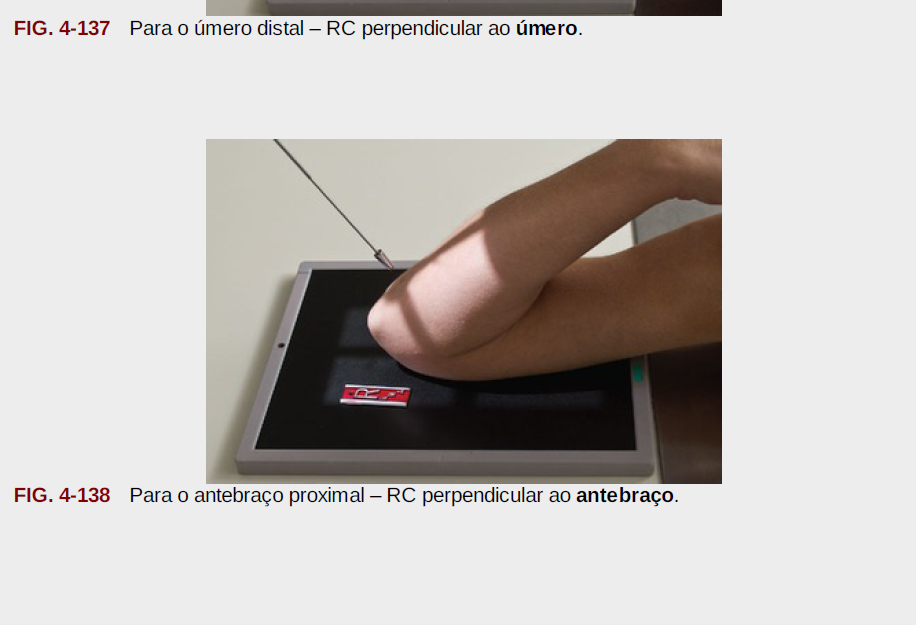 FIG. 4-137 Para o úmero distal – RC perpendicular ao úmero.
R
FIG. 4-138 Para o antebraço proximal – RC perpendicular ao antebraço.